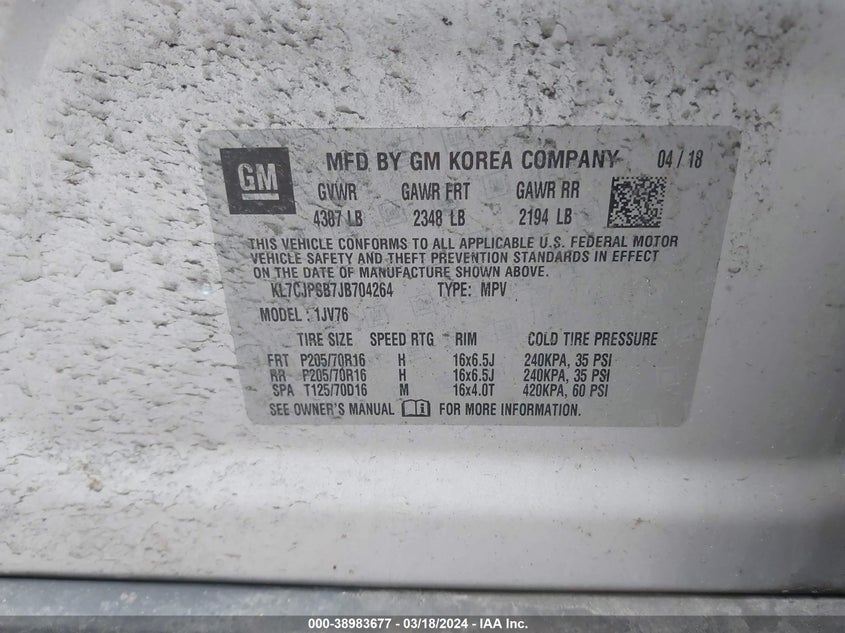 GM
MFD BY GM KOREA COMPANY 04 / 18
GVWR GAWR FRT GAWR RR
4387 LB 2348 LB 2194 LB
THIS VEHICLE CONFORMS TO ALL APPLICABLE U.S. FEDERAL MOTOR
VEHICLE SAFETY AND THEFT PREVENTION STANDARDS IN EFFECT
ON THE DATE OF MANUFACTURE SHOWN ABOVE.
KL7CJPSB7JB704264 TYPE: MPV
MODEL: 1JV76
TIRE SIZE SPEED RTG RIM COLD TIRE PRESSURE
FRT P205/70R16 H 16x6.5J 240KPA, 35 PSI
RR P205/70R16 H 16x6.5J 240KPA, 35 PSI
SPA T125/70D16 M 16x4.0T 420KPA, 60 PSI
SEE OWNER'S MANUAL FOR MORE INFORMATION.
000-38983677 - 03/18/2024 - IAA Inc.